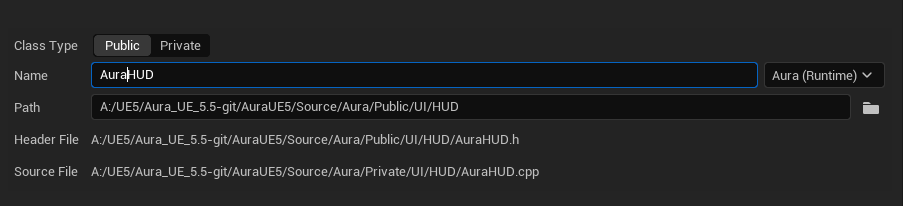 Class Type Public Private
Name AuraHUD Aura (Runtime)
Path A:/UE5/Aura_UE_5.5-git/AuraUE5/Source/Aura/Public/UI/HUD
Header File A:/UE5/Aura_UE_5.5-git/AuraUE5/Source/Aura/Public/UI/HUD/AuraHUD.h
Source File A:/UE5/Aura_UE_5.5-git/AuraUE5/Source/Aura/Private/UI/HUD/AuraHUD.cpp